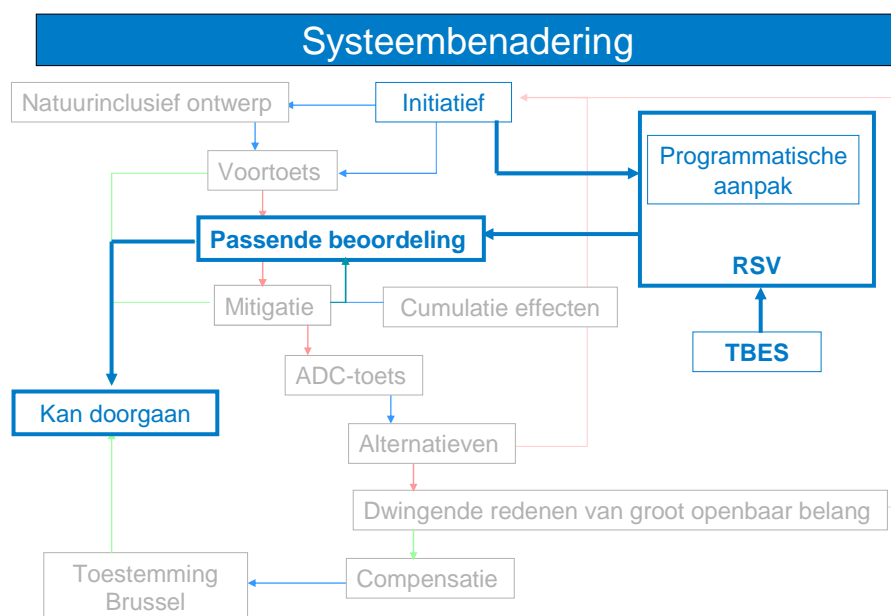 Systeembenadering
Natuurinclusief ontwerp
Initiatief
Programmatische
aanpak
Voortoets
Passende beoordeling
RSV
Mitigatie
Cumulatie effecten
TBES
ADC-toets
Kan doorgaan
Alternatieven
Dwingende redenen van groot openbaar belang
Toestemming
Brussel
Compensatie